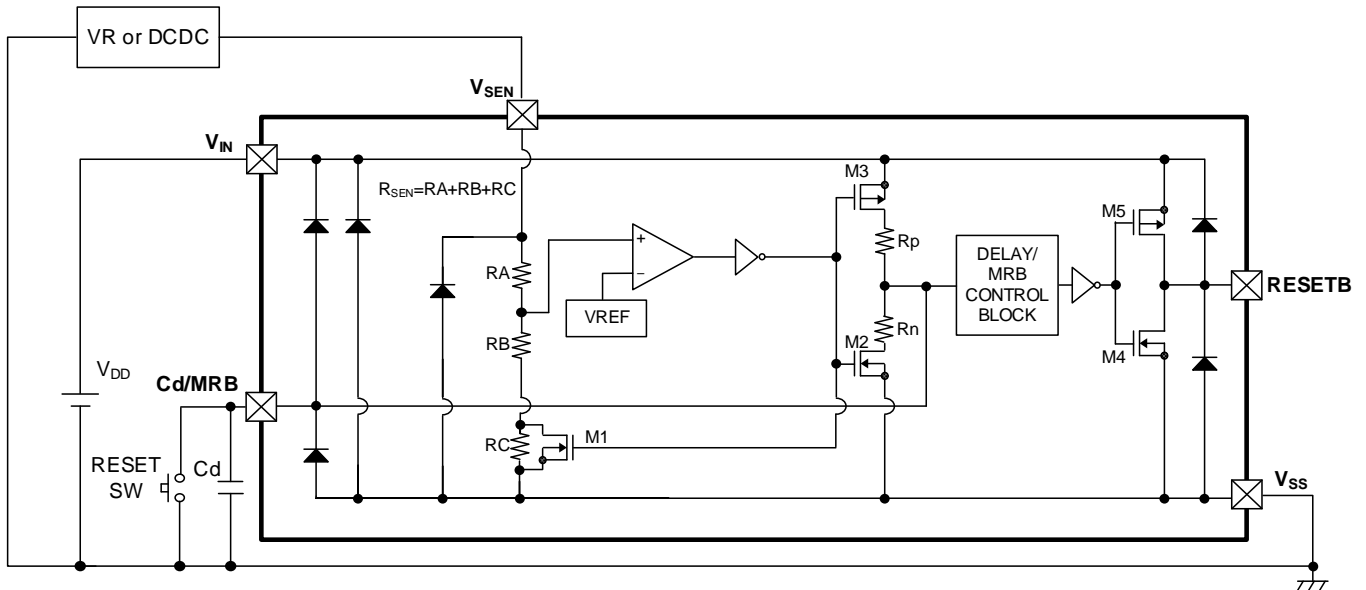 VR or DCDC
VSEN
VIN
RSEN=RA+RB+RC
M3
M5
Rp
RA
+
−
DELAY/
MRB
CONTROL
BLOCK
RESETB
VREF
Rn
RB
M2
M4
VDD
Cd/MRB
RC
M1
RESET
SW
Cd
VSS